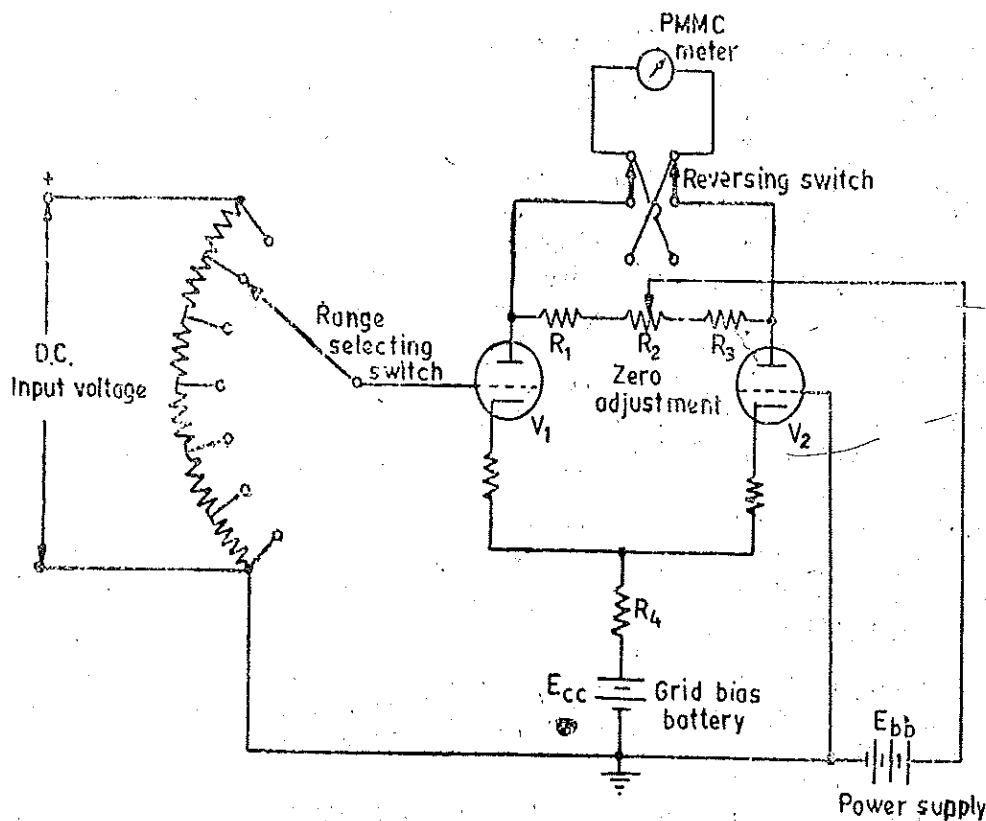 PMMC
meter
Reversing switch
+
D.C.
Input voltage
Range
selecting
switch
R1
R2
R3
Zero
adjustment
V1
V2
R4
Ecc
Grid bias
battery
Ebb
Power supply